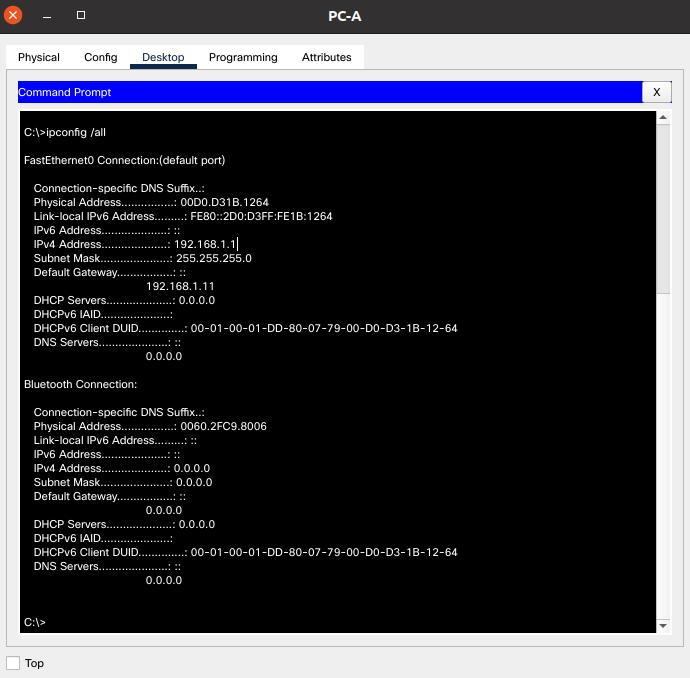 PC-A
Physical Config Desktop Programming Attributes
Command Prompt X
C:\>ipconfig /all
FastEthernet0 Connection:(default port)
Connection-specific DNS Suffix..:
Physical Address................: 00D0.D31B.1264
Link-local IPv6 Address.........: FE80::2D0:D3FF:FE1B:1264
IPv6 Address....................: ::
IPv4 Address....................: 192.168.1.1
Subnet Mask.....................: 255.255.255.0
Default Gateway.................: ::
192.168.1.11
DHCP Servers....................: 0.0.0.0
DHCPv6 IAID.....................:
DHCPv6 Client DUID..............: 00-01-00-01-DD-80-07-79-00-D0-D3-1B-12-64
DNS Servers.....................: ::
0.0.0.0
Bluetooth Connection:
Connection-specific DNS Suffix..:
Physical Address................: 0060.2FC9.8006
Link-local IPv6 Address.........: ::
IPv6 Address....................: ::
IPv4 Address....................: 0.0.0.0
Subnet Mask.....................: 0.0.0.0
Default Gateway.................: ::
0.0.0.0
DHCP Servers....................: 0.0.0.0
DHCPv6 IAID.....................:
DHCPv6 Client DUID..............: 00-01-00-01-DD-80-07-79-00-D0-D3-1B-12-64
DNS Servers.....................: ::
0.0.0.0
C:\>
Top